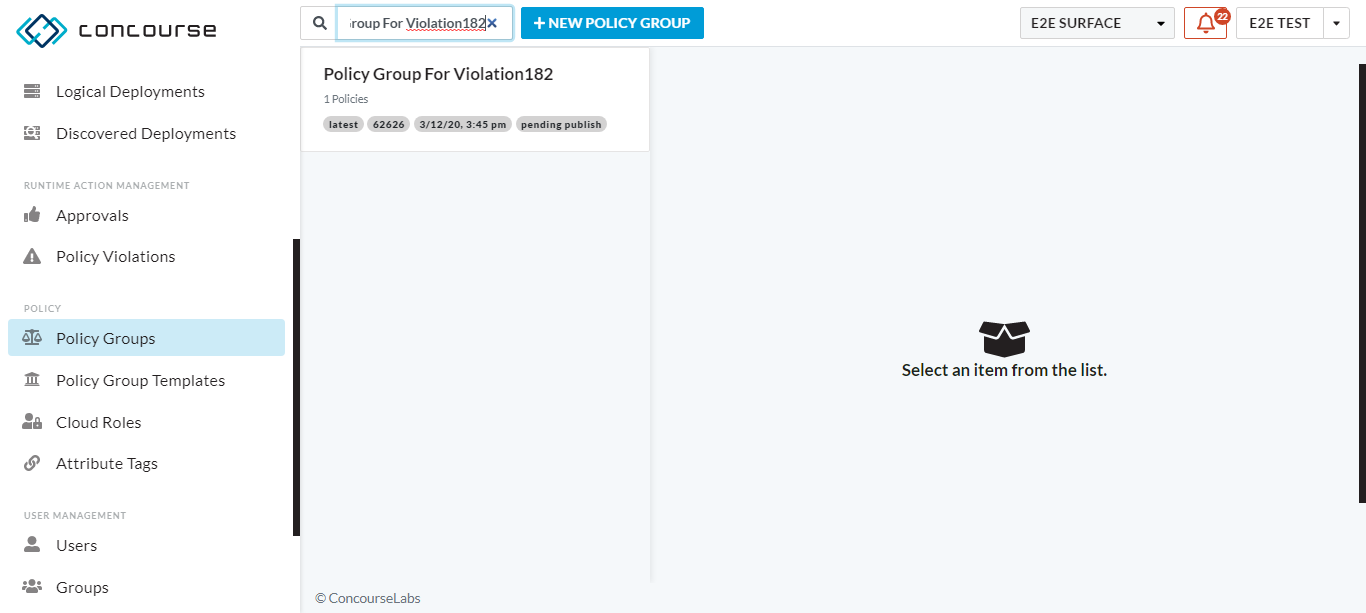 concourse
roup For Violation182
NEW POLICY GROUP
E2E SURFACE
22
E2E TEST
Logical Deployments
Discovered Deployments
RUNTIME ACTION MANAGEMENT
Approvals
Policy Violations
POLICY
Policy Groups
Policy Group Templates
Cloud Roles
Attribute Tags
USER MANAGEMENT
Users
Groups
Policy Group For Violation182
1 Policies
latest 62626 3/12/20, 3:45 pm pending publish
Select an item from the list.
© ConcourseLabs